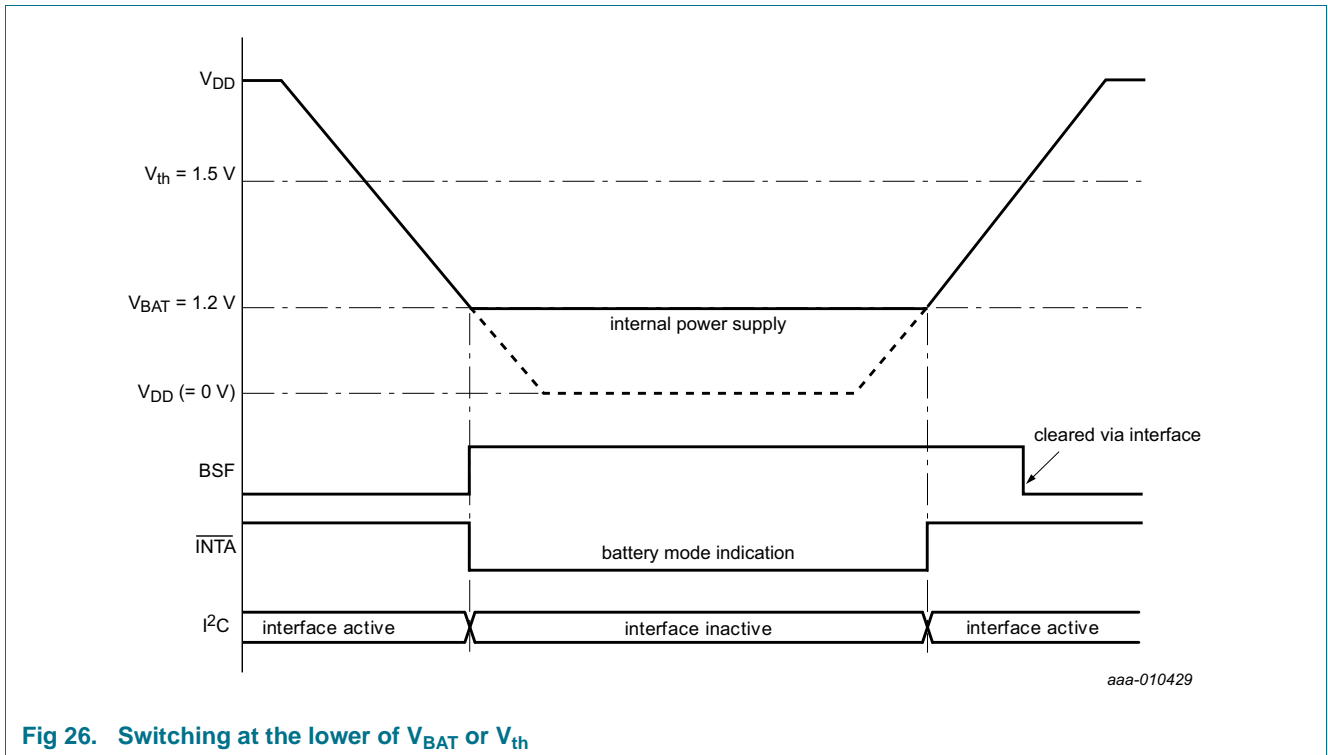 VDD
Vth = 1.5 V
VBAT = 1.2 V
internal power supply
VDD (= 0 V)
cleared via interface
BSF
INTA
battery mode indication
I2C
interface active
interface inactive
interface active
aaa-010429
Fig 26. Switching at the lower of VBAT or Vth